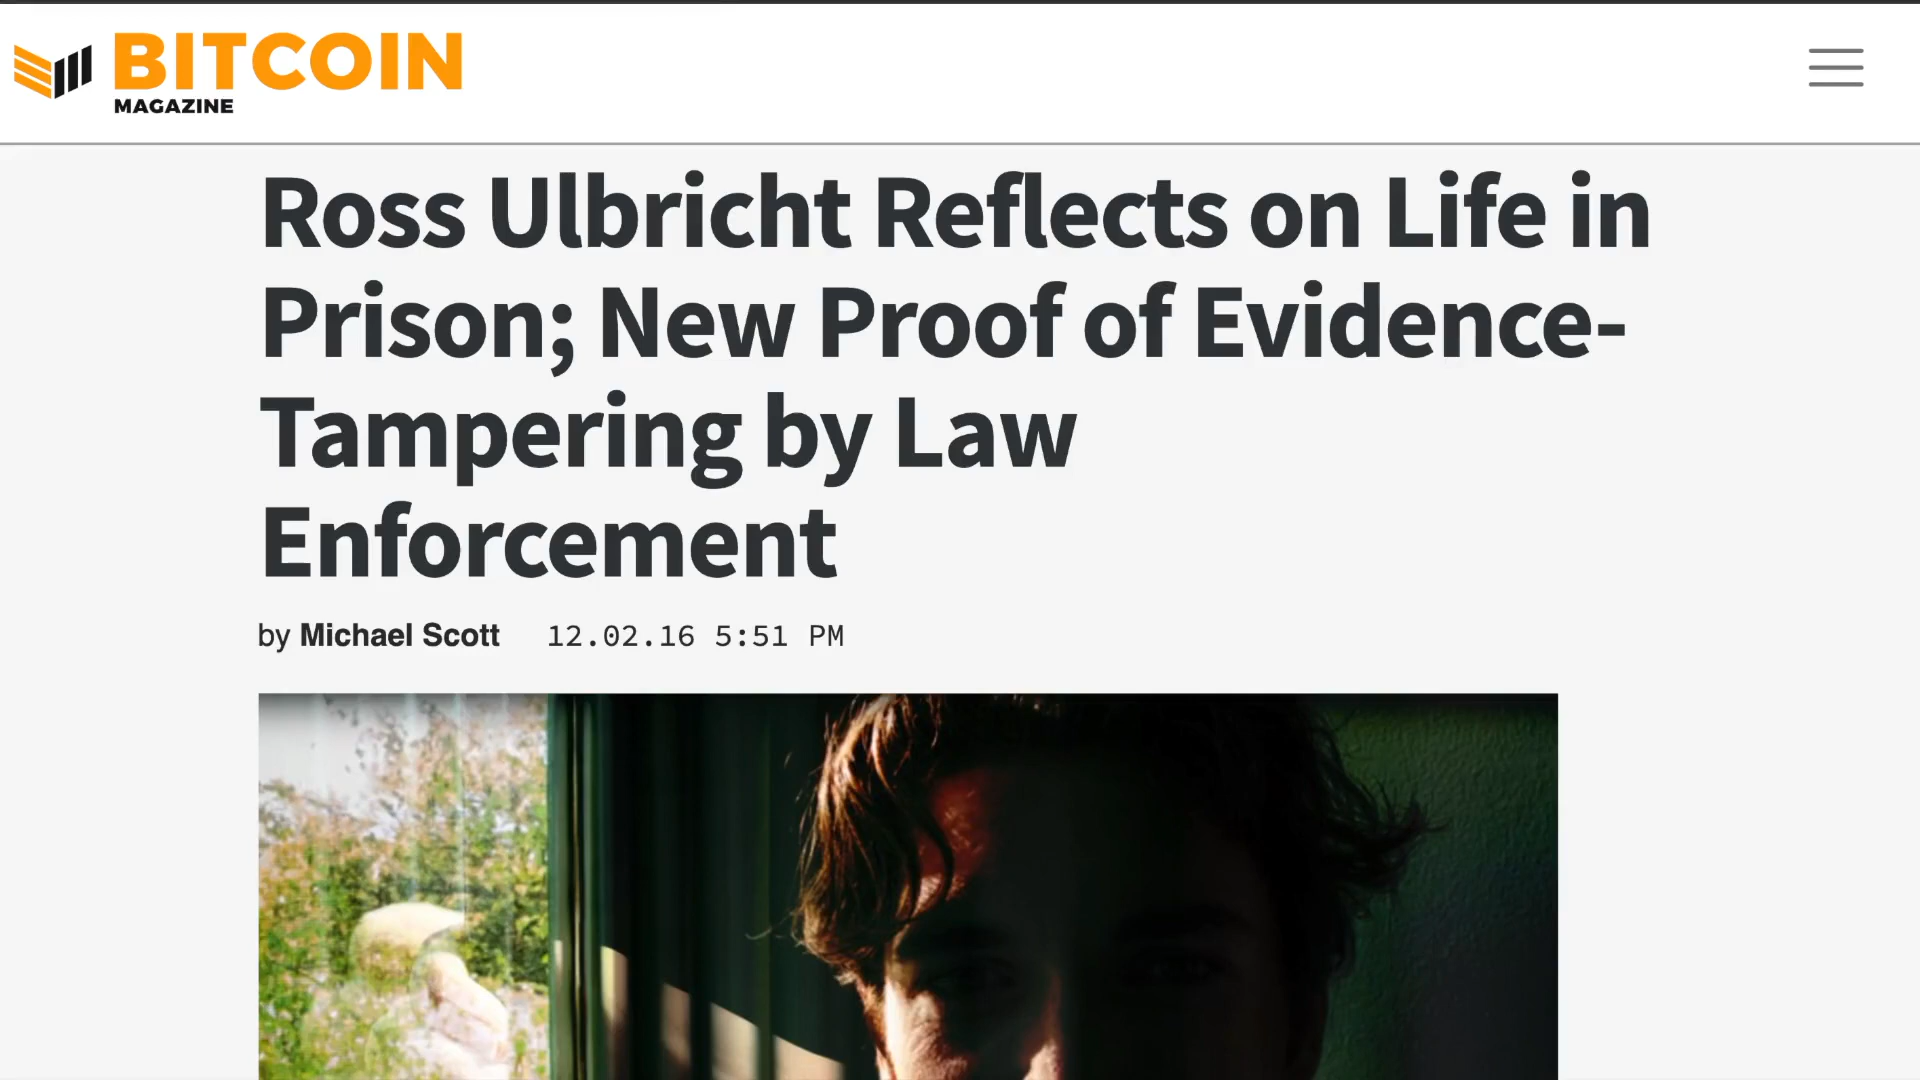 BITCOIN
MAGAZINE
Ross Ulbricht Reflects on Life in
Prison; New Proof of Evidence-
Tampering by Law
Enforcement
by Michael Scott 12.02.16 5:51 PM